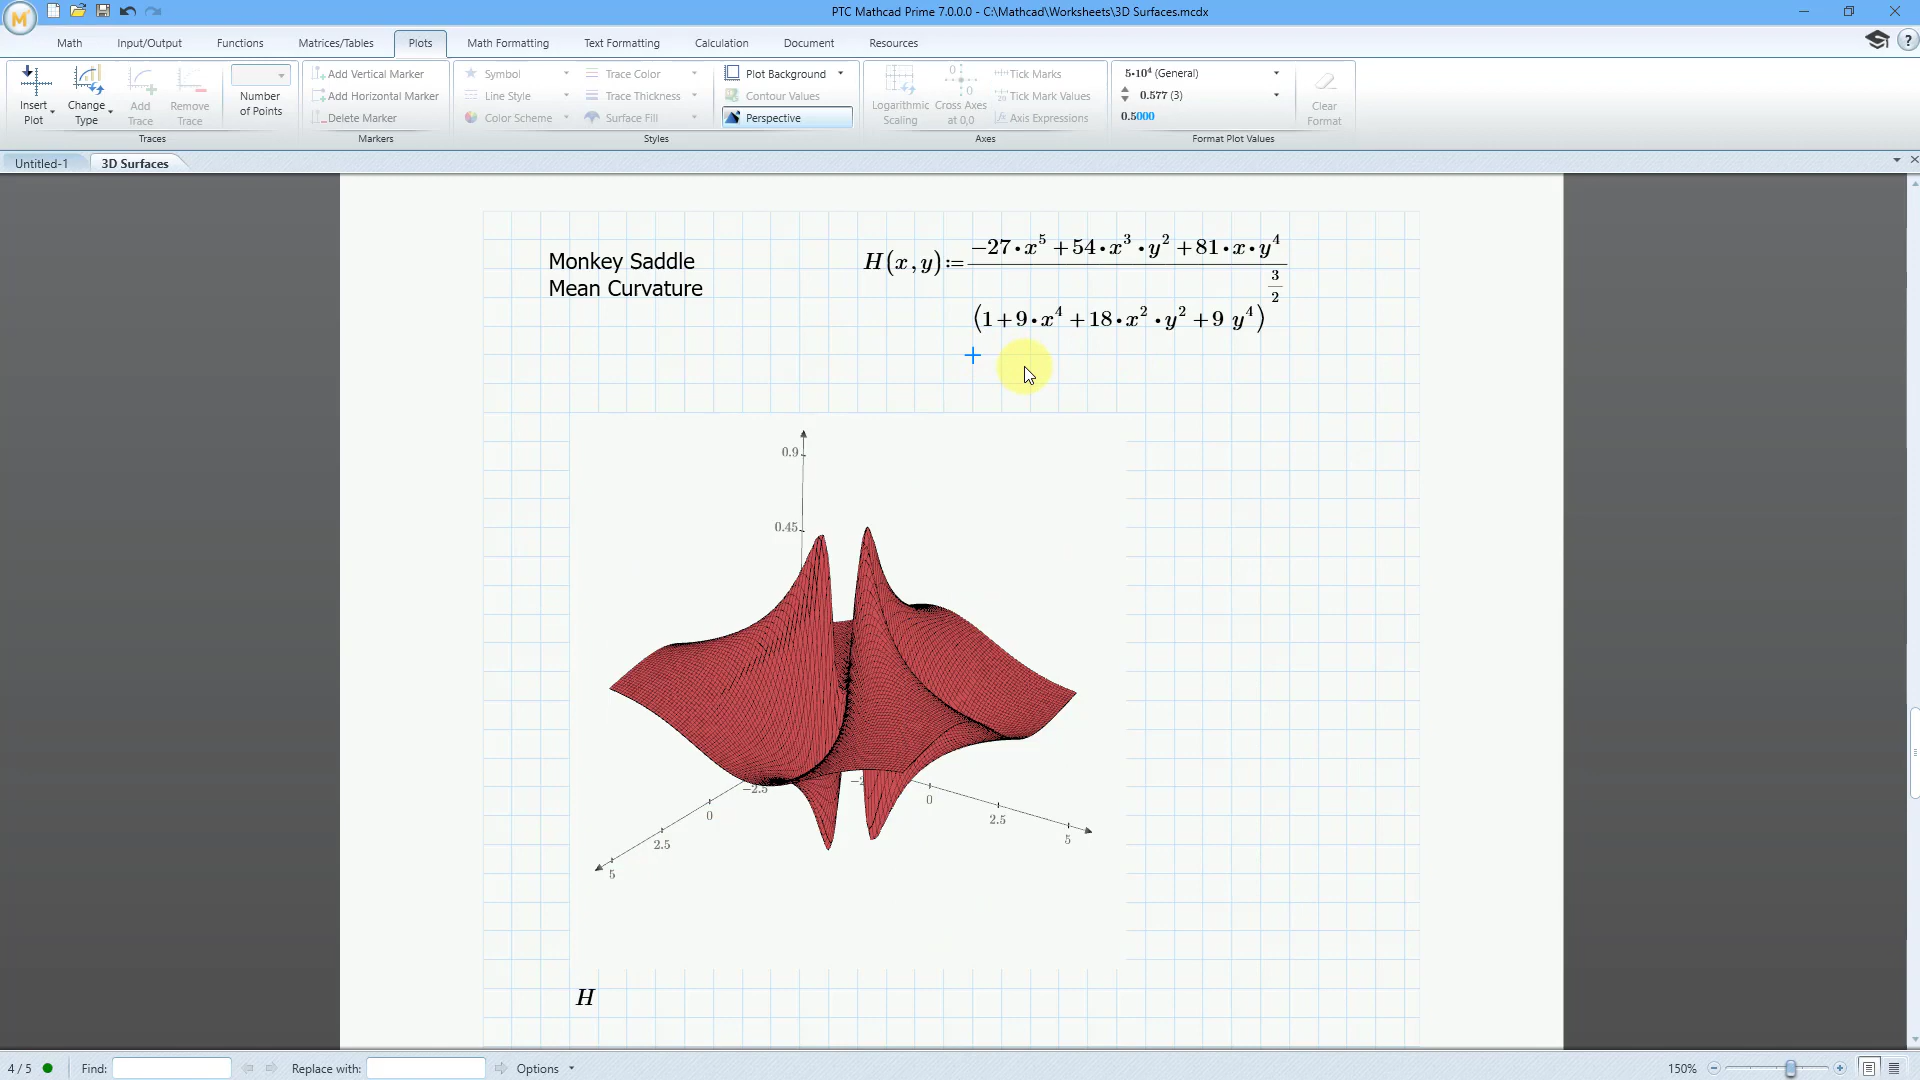 PTC Mathcad Prime 7.0.0.0 - C:\Mathcad\Worksheets\3D Surfaces.mcdx
M
Math Input/Output Functions Matrices/Tables Plots Math Formatting Text Formatting Calculation Document Resources
?
Insert Plot
Change Type
Add Trace
Remove Trace
Number of Points
Traces
Add Vertical Marker
Add Horizontal Marker
Delete Marker
Markers
Symbol
Line Style
Color Scheme
Trace Color
Trace Thickness
Surface Fill
Plot Background
Contour Values
Perspective
Styles
Logarithmic Scaling
Cross Axes at 0,0
Tick Marks
Tick Mark Values
Axis Expressions
Axes
5•10⁴ (General)
0.577 (3)
0.5000
Clear Format
Format Plot Values
Untitled-1 3D Surfaces
Monkey Saddle
Mean Curvature
H(x,y):=
−27•x⁵+54•x³•y²+81•x•y⁴
(1+9•x⁴+18•x²•y²+9 y⁴)
3
2
0.9
0.45
−2.5
0
2.5
5
−2
0
2.5
5
H
4 / 5 Find: Replace with: Options 150%